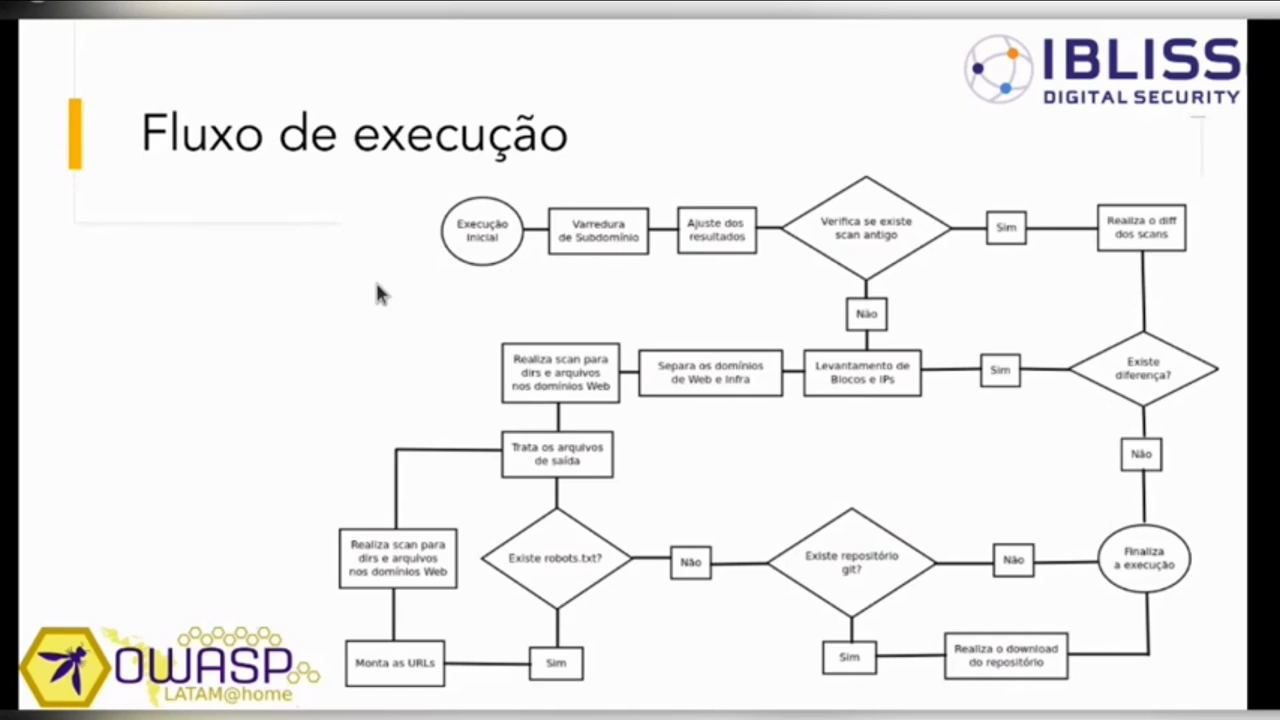 IBLISS
DIGITAL SECURITY
Fluxo de execução
Execução
Inicial
Varredura
de Subdomínio
Ajuste dos
resultados
Verifica se existe
scan antigo
Sim
Realiza o diff
dos scans
Não
Realiza scan para
dirs e arquivos
nos domínios Web
Separa os domínios
de Web e Infra
Levantamento de
Blocos e IPs
Sim
Existe
diferença?
Trata os arquivos
de saída
Não
Realiza scan para
dirs e arquivos
nos domínios Web
Existe robots.txt?
Não
Existe repositório
git?
Não
Finaliza
a execução
Monta as URLs
Sim
Sim
Realiza o download
do repositório
OWASP
LATAM@home